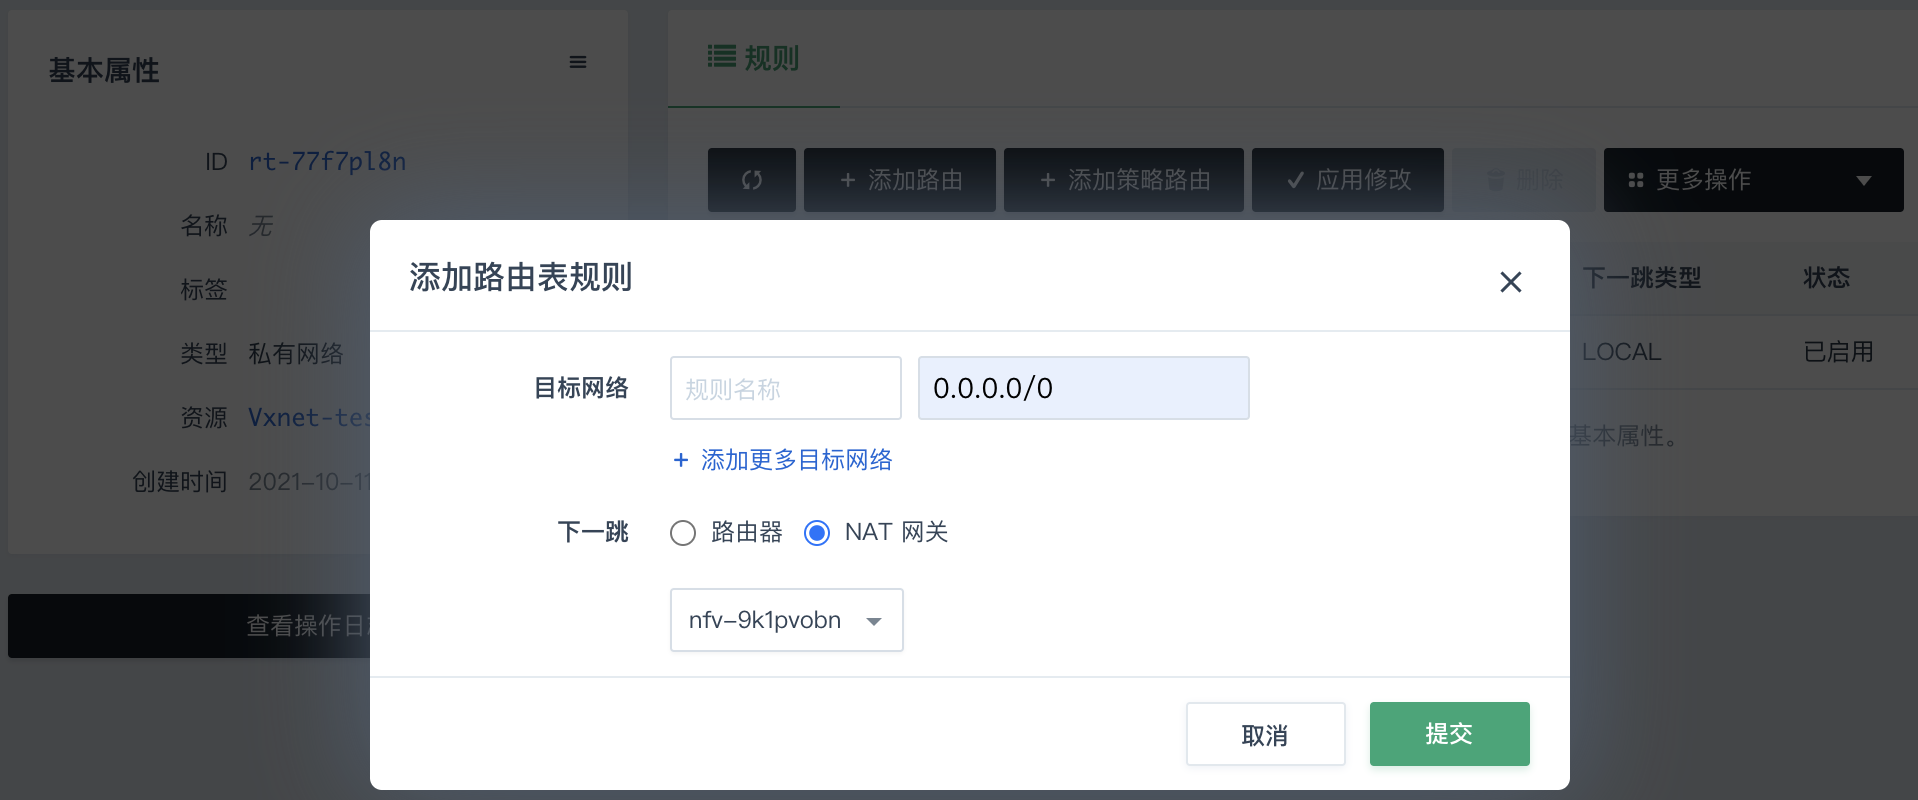 基本属性
ID rt-77f7pl8n
名称 无
标签
类型 私有网络
资源 Vxnet-tes
创建时间 2021-10-11
查看操作日
规则
添加路由
添加策略路由
应用修改
删除
更多操作
下一跳类型 状态
LOCAL 已启用
基本属性。
添加路由表规则
目标网络 规则名称 0.0.0.0/0
+ 添加更多目标网络
下一跳 路由器 NAT 网关
nfv-9k1pvobn
取消 提交